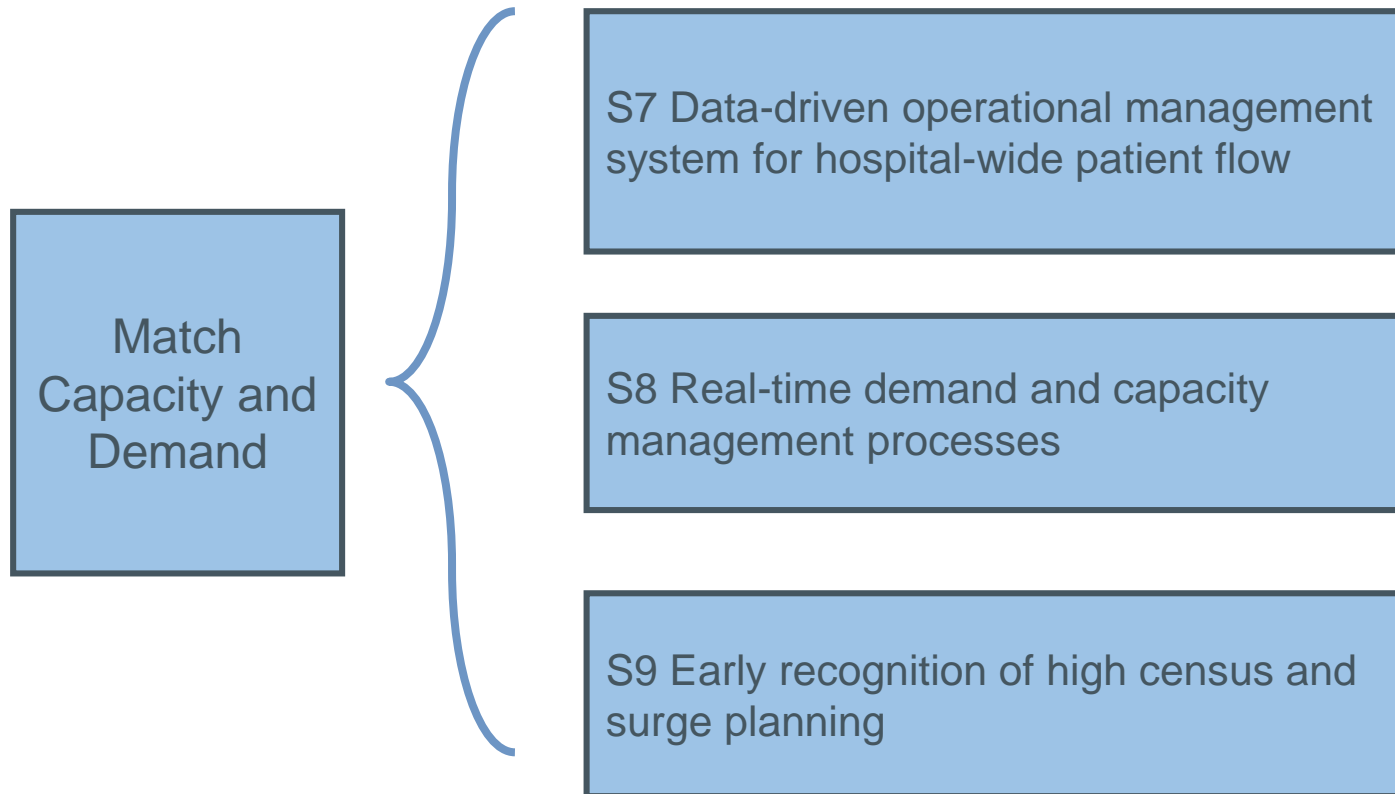 Match
Capacity and
Demand
S7 Data-driven operational management
system for hospital-wide patient flow
S8 Real-time demand and capacity
management processes
S9 Early recognition of high census and
surge planning